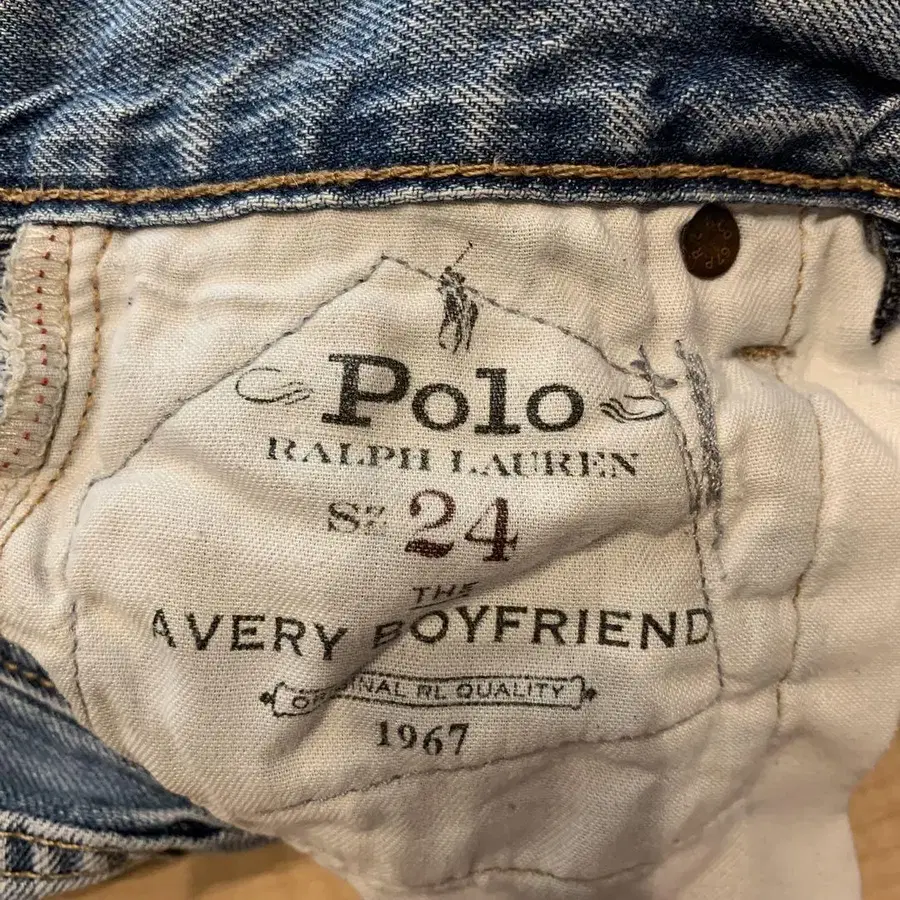 Polo
RALPH LAUREN
Sz 24
THE
AVERY BOYFRIEND
ORIGINAL RL QUALITY
1967